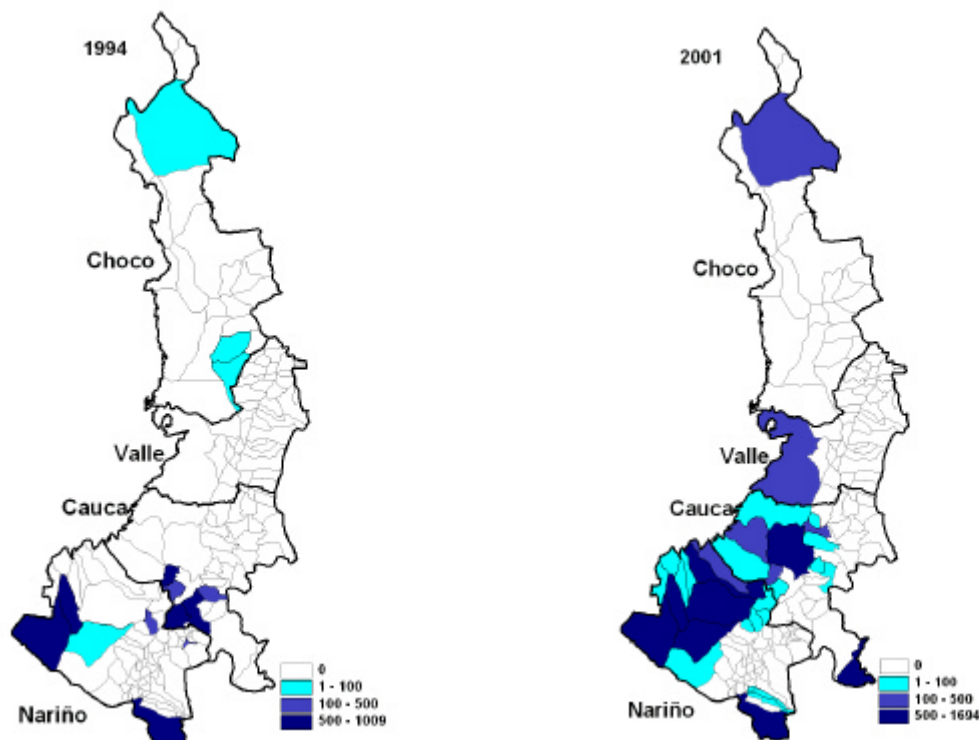 1994
Choco
Valle
Cauca
Nariño
0
1 - 100
100 - 500
500 - 1009
2001
Choco
Valle
Cauca
Nariño
0
1 - 100
100 - 500
500 - 1694